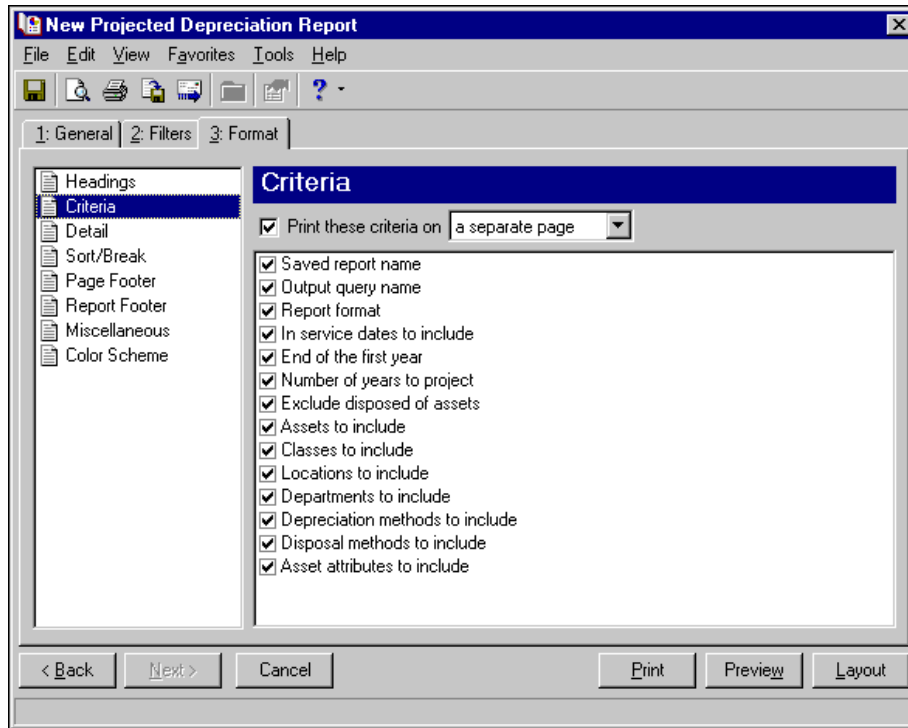 New Projected Depreciation Report
File Edit View Favorites Tools Help
?
1: General 2: Filters 3: Format
Headings
Criteria
Detail
Sort/Break
Page Footer
Report Footer
Miscellaneous
Color Scheme
Criteria
Print these criteria on a separate page
Saved report name
Output query name
Report format
In service dates to include
End of the first year
Number of years to project
Exclude disposed of assets
Assets to include
Classes to include
Locations to include
Departments to include
Depreciation methods to include
Disposal methods to include
Asset attributes to include
< Back Next > Cancel Print Preview Layout